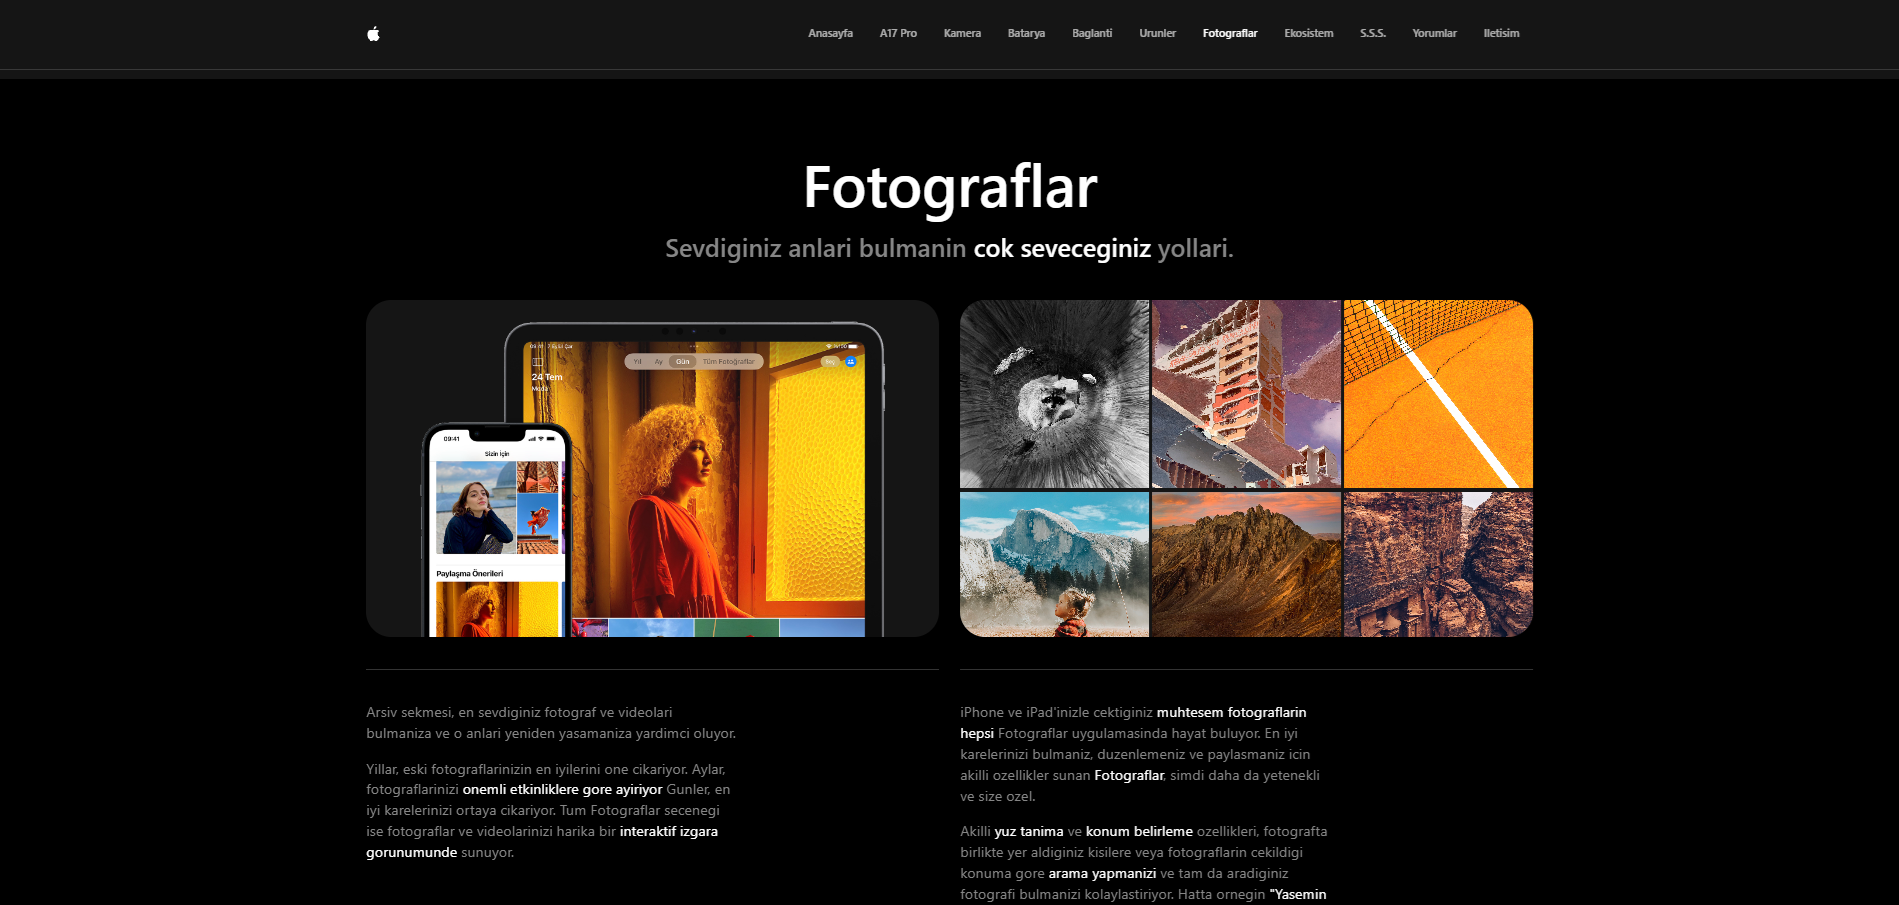 Anasayfa A17 Pro Kamera Batarya Baglanti Urunler Fotograflar Ekosistem S.S.S. Yorumlar Iletisim
Fotograflar
Sevdiginiz anlari bulmanin cok seveceginiz yollari.
Yıl Ay Gün Tüm Fotoğraflar
24 Tem
Moda
09:41
Sizin İçin
Paylaşma Önerileri
Arsiv sekmesi, en sevdiginiz fotograf ve videolari
bulmaniza ve o anlari yeniden yasamaniza yardimci oluyor.
Yillar, eski fotograflarinizin en iyilerini one cikariyor. Aylar,
fotograflarinizi onemli etkinliklere gore ayiriyor Gunler, en
iyi karelerinizi ortaya cikariyor. Tum Fotograflar secenegi
ise fotograflar ve videolarinizi harika bir interaktif izgara
gorunumunde sunuyor.
iPhone ve iPad'inizle cektiginiz muhtesem fotograflarin
hepsi Fotograflar uygulamasinda hayat buluyor. En iyi
karelerinizi bulmaniz, duzenlemeniz ve paylasmaniz icin
akilli ozellikler sunan Fotograflar, simdi daha da yetenekli
ve size ozel.
Akilli yuz tanima ve konum belirleme ozellikleri, fotografta
birlikte yer aldiginiz kisilere veya fotograflarin cekildigi
konuma gore arama yapmanizi ve tam da aradiginiz
fotografi bulmanizi kolaylastiriyor. Hatta ornegin "Yasemin